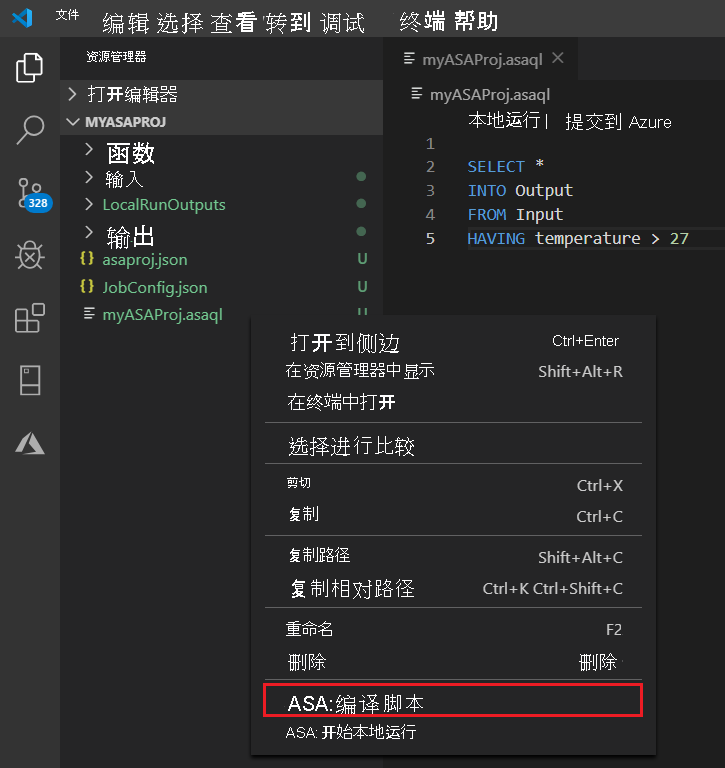 文件 编辑 选择 查看 转到 调试 终端 帮助
资源管理器
打开编辑器
MYASAPROJ
函数
输入
LocalRunOutputs
输出
asaproj.json U
JobConfig.json U
myASAProj.asaql U
328
myASAProj.asaql
myASAProj.asaql
本地运行 | 提交到 Azure
1
2 SELECT *
3 INTO Output
4 FROM Input
5 HAVING temperature > 27
打开到侧边 Ctrl+Enter
在资源管理器中显示 Shift+Alt+R
在终端中打开
选择进行比较
剪切 Ctrl+X
复制 Ctrl+C
复制路径 Shift+Alt+C
复制相对路径 Ctrl+K Ctrl+Shift+C
重命名 F2
删除 删除
ASA:编译脚本
ASA: 开始本地运行